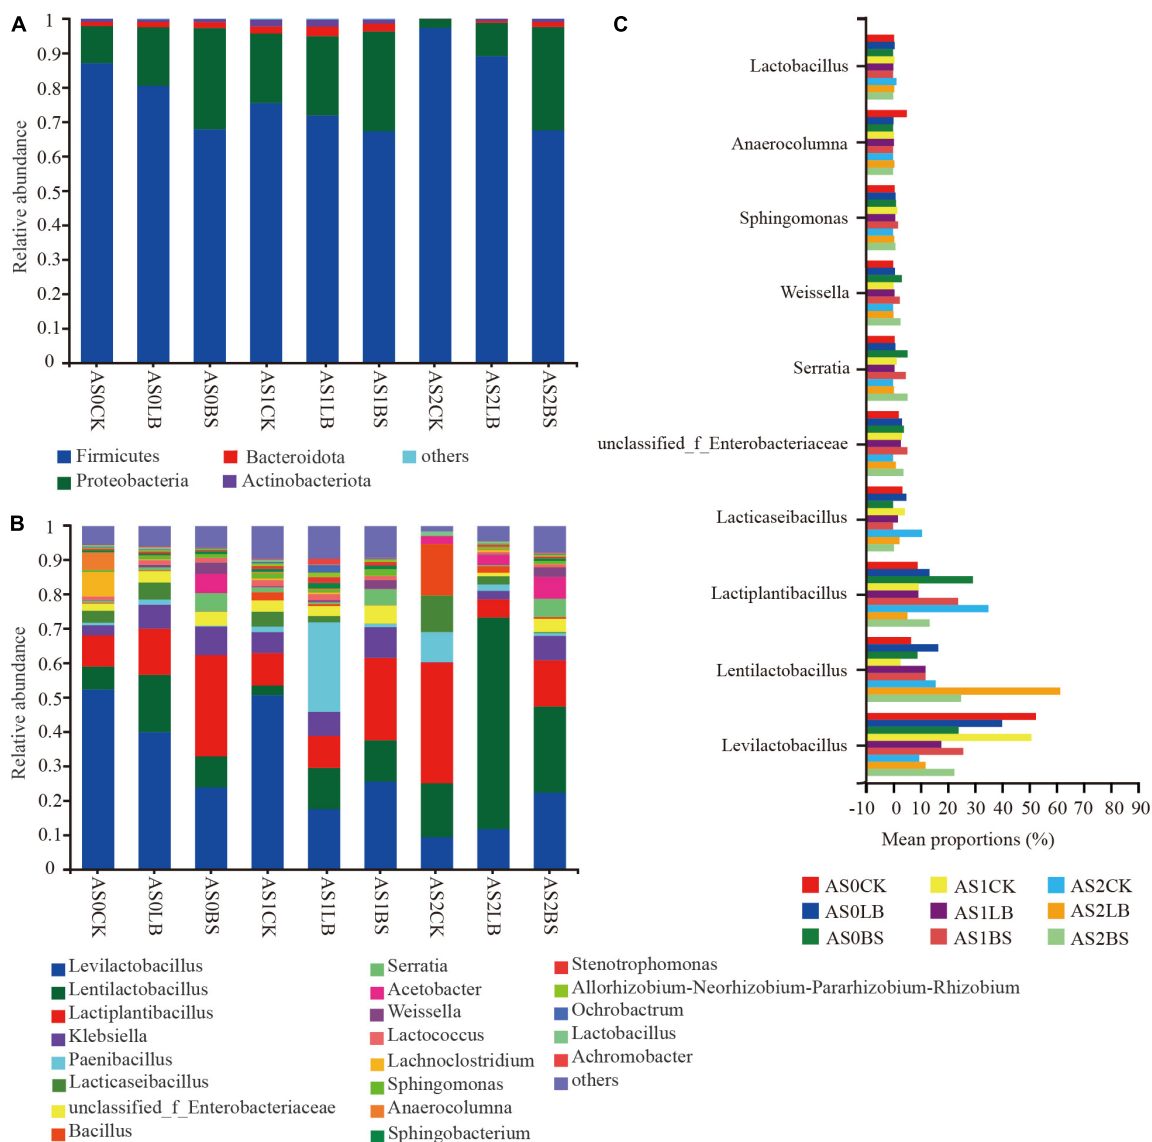 A
Relative abundance
1
0.9
0.8
0.7
0.6
0.5
0.4
0.3
0.2
0.1
0
AS0CK
AS0LB
AS0BS
AS1CK
AS1LB
AS1BS
AS2CK
AS2LB
AS2BS
Firmicutes
Bacteroidota
others
Proteobacteria
Actinobacteriota
B
Relative abundance
1
0.9
0.8
0.7
0.6
0.5
0.4
0.3
0.2
0.1
0
AS0CK
AS0LB
AS0BS
AS1CK
AS1LB
AS1BS
AS2CK
AS2LB
AS2BS
Levilactobacillus
Lentilactobacillus
Lactiplantibacillus
Klebsiella
Paenibacillus
Lacticaseibacillus
unclassified_f_Enterobacteriaceae
Bacillus
Serratia
Acetobacter
Weissella
Lactococcus
Lachnoclostridium
Sphingomonas
Anaerocolumna
Sphingobacterium
Stenotrophomonas
Allorhizobium-Neorhizobium-Pararhizobium-Rhizobium
Ochrobactrum
Lactobacillus
Achromobacter
others
C
Lactobacillus
Anaerocolumna
Sphingomonas
Weissella
Serratia
unclassified_f_Enterobacteriaceae
Lacticaseibacillus
Lactiplantibacillus
Lentilactobacillus
Levilactobacillus
-10 0 10 20 30 40 50 60 70 80 90
Mean proportions (%)
AS0CK
AS1CK
AS2CK
AS0LB
AS1LB
AS2LB
AS0BS
AS1BS
AS2BS